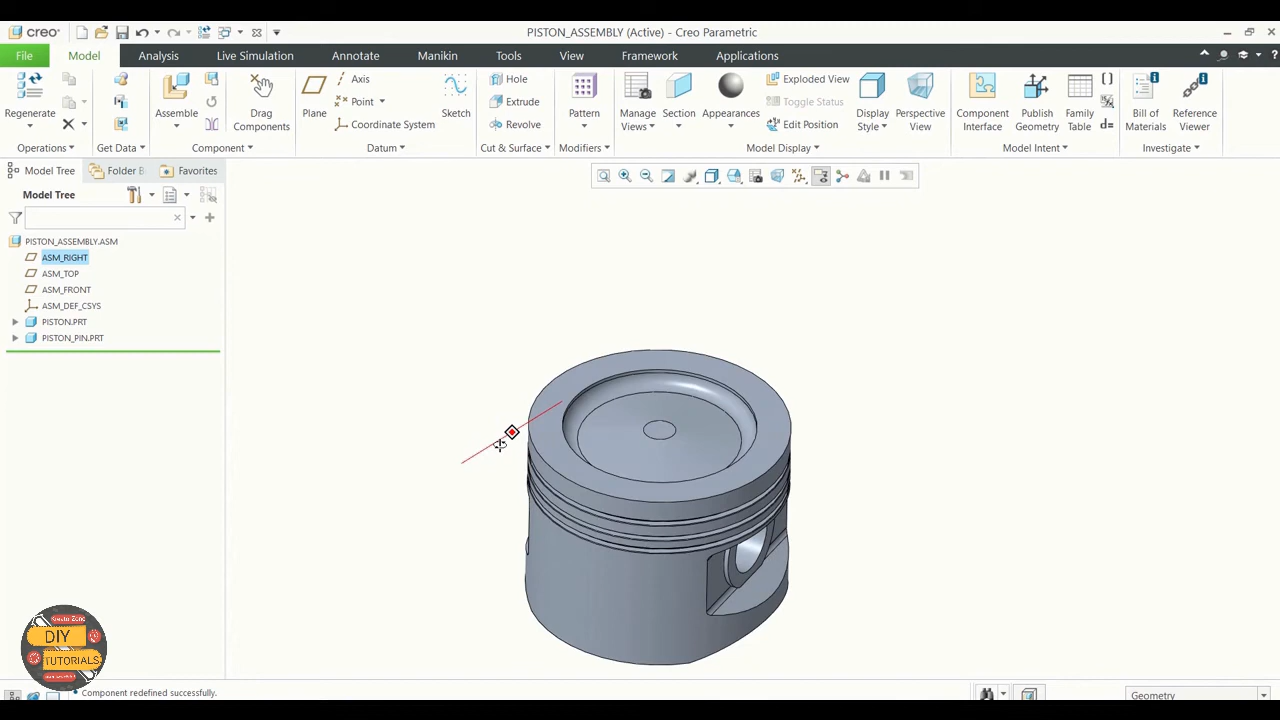 creo
PISTON_ASSEMBLY (Active) - Creo Parametric
File Model Analysis Live Simulation Annotate Manikin Tools View Framework Applications
Regenerate
Operations
Get Data
Assemble
Drag Components
Component
Plane
Axis
Point
Coordinate System
Sketch
Datum
Hole
Extrude
Revolve
Cut & Surface
Pattern
Modifiers
Manage Views
Section
Appearances
Exploded View
Toggle Status
Edit Position
Display Style
Perspective View
Model Display
Component Interface
Publish Geometry
Family Table
Model Intent
Bill of Materials
Reference Viewer
Investigate
Model Tree Folder B Favorites
Model Tree
PISTON_ASSEMBLY.ASM
ASM_RIGHT
ASM_TOP
ASM_FRONT
ASM_DEF_CSYS
PISTON.PRT
PISTON_PIN.PRT
DIY
TUTORIALS
Component redefined successfully.
Geometry